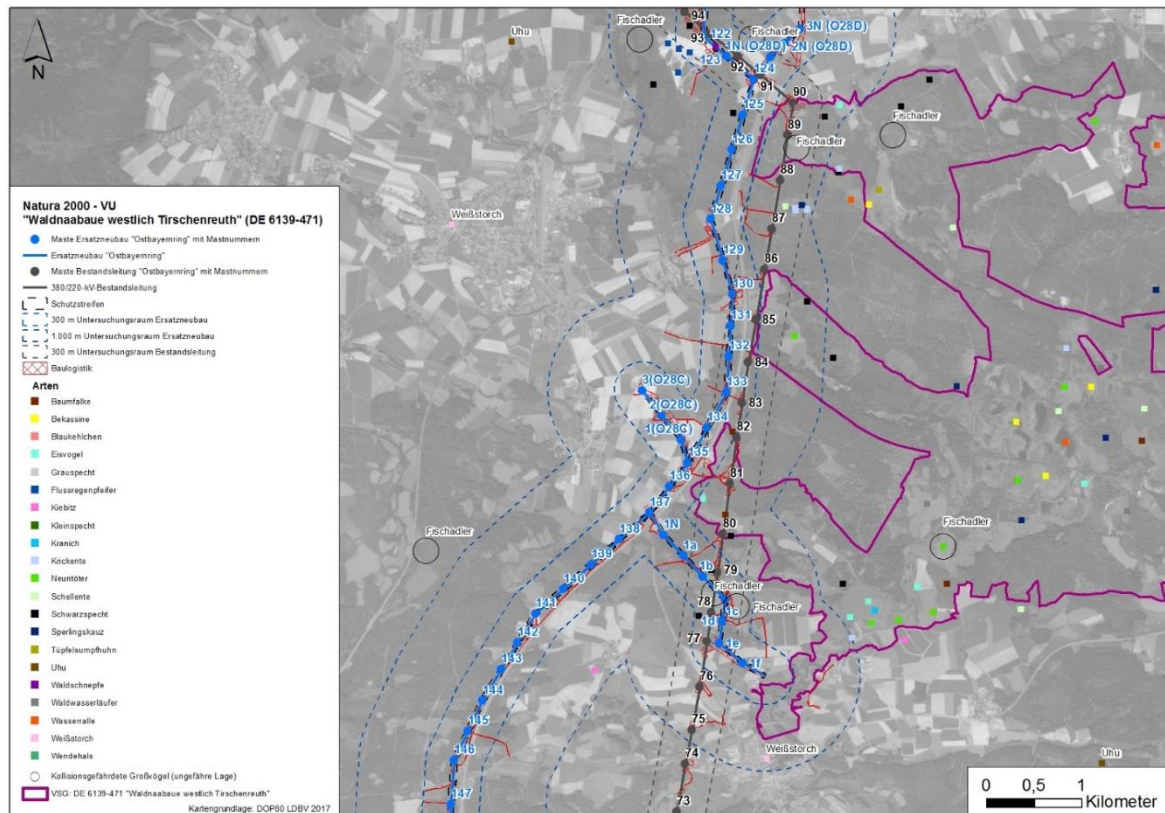 N
Natura 2000 - VU
"Waldnaabaue westlich Tirschenreuth" (DE 6139-471)
Maste Ersatzneubau "Ostbayernring" mit Mastnummern
Ersatzneubau "Ostbayernring"
Maste Bestandsleitung "Ostbayernring" mit Mastnummern
380/220-kV-Bestandsleitung
Schutzstreifen
300 m Untersuchungsraum Ersatzneubau
1.000 m Untersuchungsraum Ersatzneubau
300 m Untersuchungsraum Bestandsleitung
Baulogistik
Arten
Baumfalke
Bekassine
Blaukehlchen
Eisvogel
Grauspecht
Flussregenpfeifer
Kiebitz
Kleinspecht
Kranich
Krickente
Neuntöter
Schellente
Schwarzspecht
Sperlingskauz
Tüpfelsumpfhuhn
Uhu
Waldschnepfe
Waldwasserläufer
Wasserralle
Weißstorch
Wendehals
Kollisionsgefährdete Großvögel (ungefähre Lage)
VSG: DE 6139-471 "Waldnaabaue westlich Tirschenreuth"
Kartengrundlage: DOP80 LDBV 2017
Uhu
Fischadler
94
93
122
123
1N (O28D)
Fischadler
3N (O28D)
2N (O28D)
92
124
91
90
125
89
Fischadler
Fischadler
126
88
127
128
87
Weißstorch
129
86
130
131
85
132
84
133
83
3(O28C)
2(O28C)
1(O28C)
134
82
135
81
136
137
80
138
1N
1a
139
1b
79
140
Fischadler
Fischadler
Fischadler
78
Fischadler
1c
141
1d
142
77
1e
143
1f
76
144
145
75
146
74
Weißstorch
Uhu
147
73
0
0,5
1
Kilometer